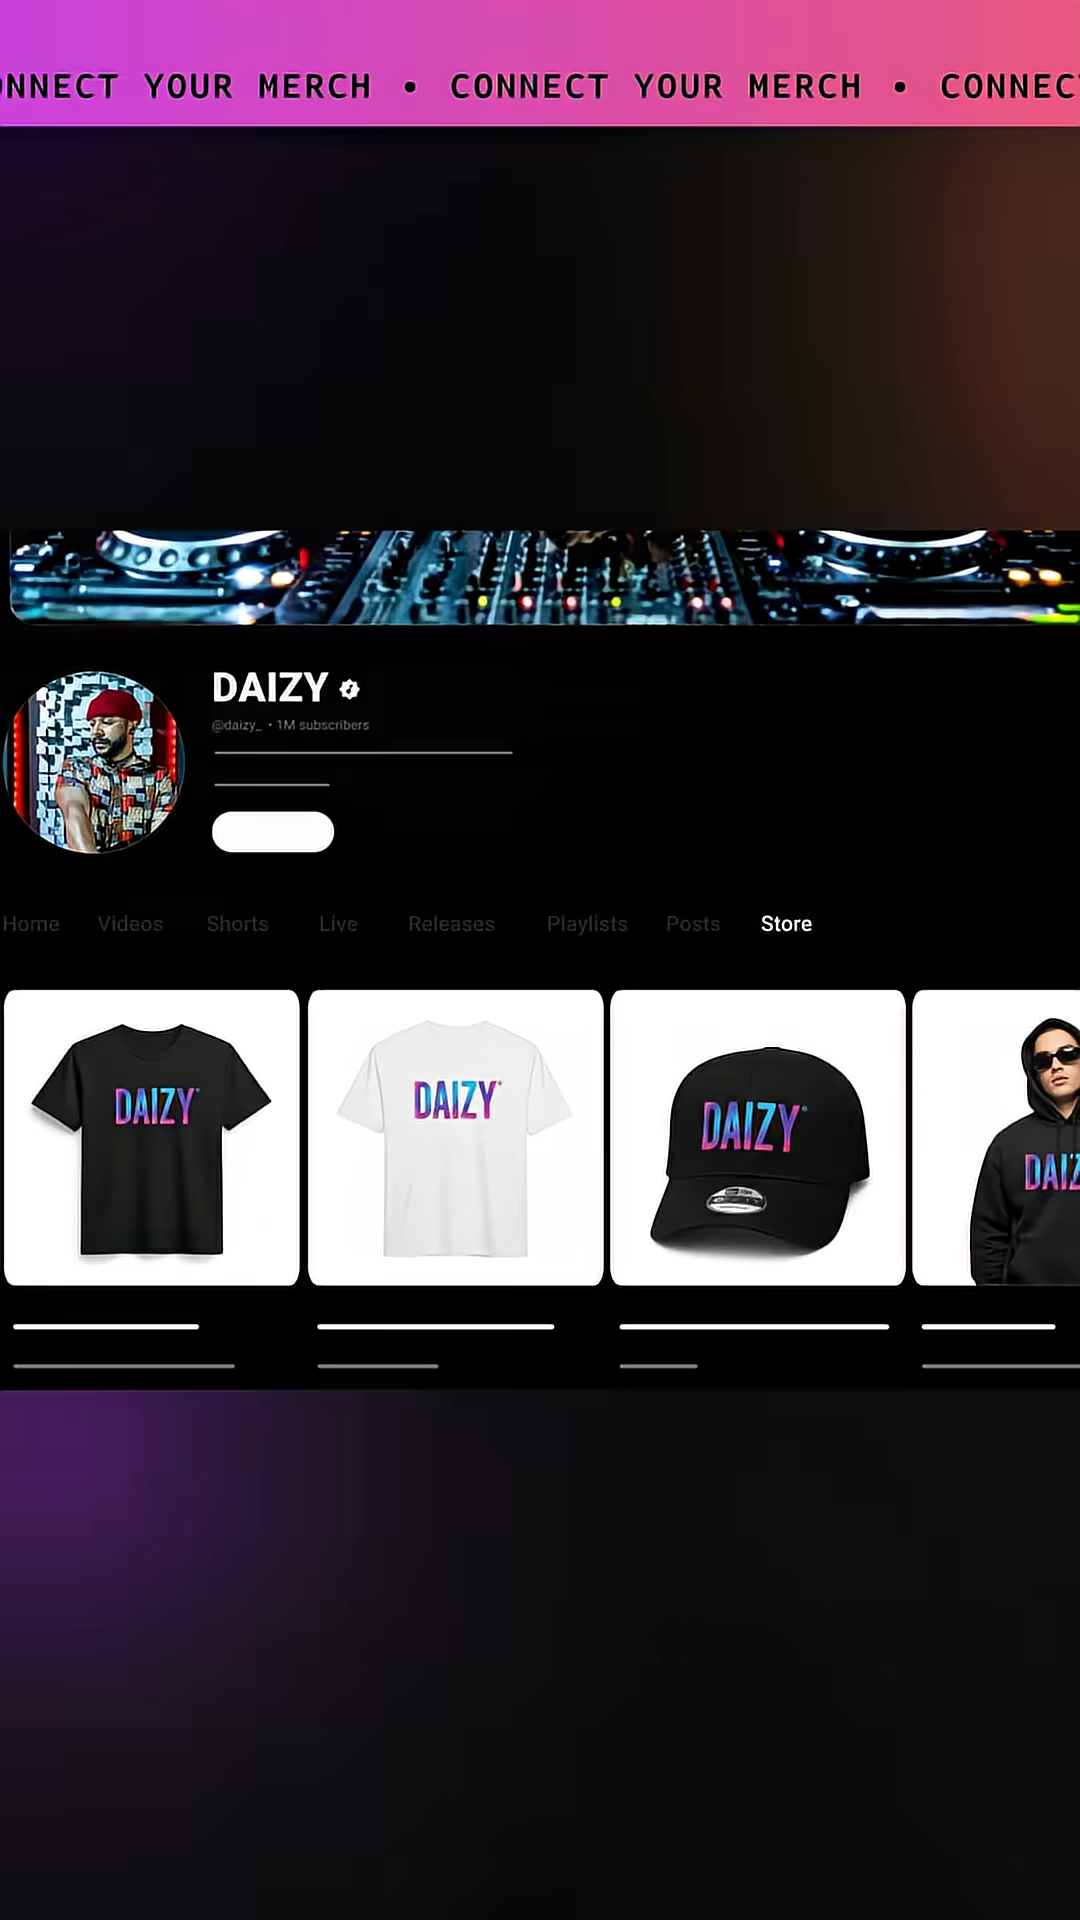 ONNECT YOUR MERCH • CONNECT YOUR MERCH • CONNEC
DAIZY
@daizy_ • 1M subscribers
Home Videos Shorts Live Releases Playlists Posts Store
DAIZY
DAIZY
DAIZY
DAIZ